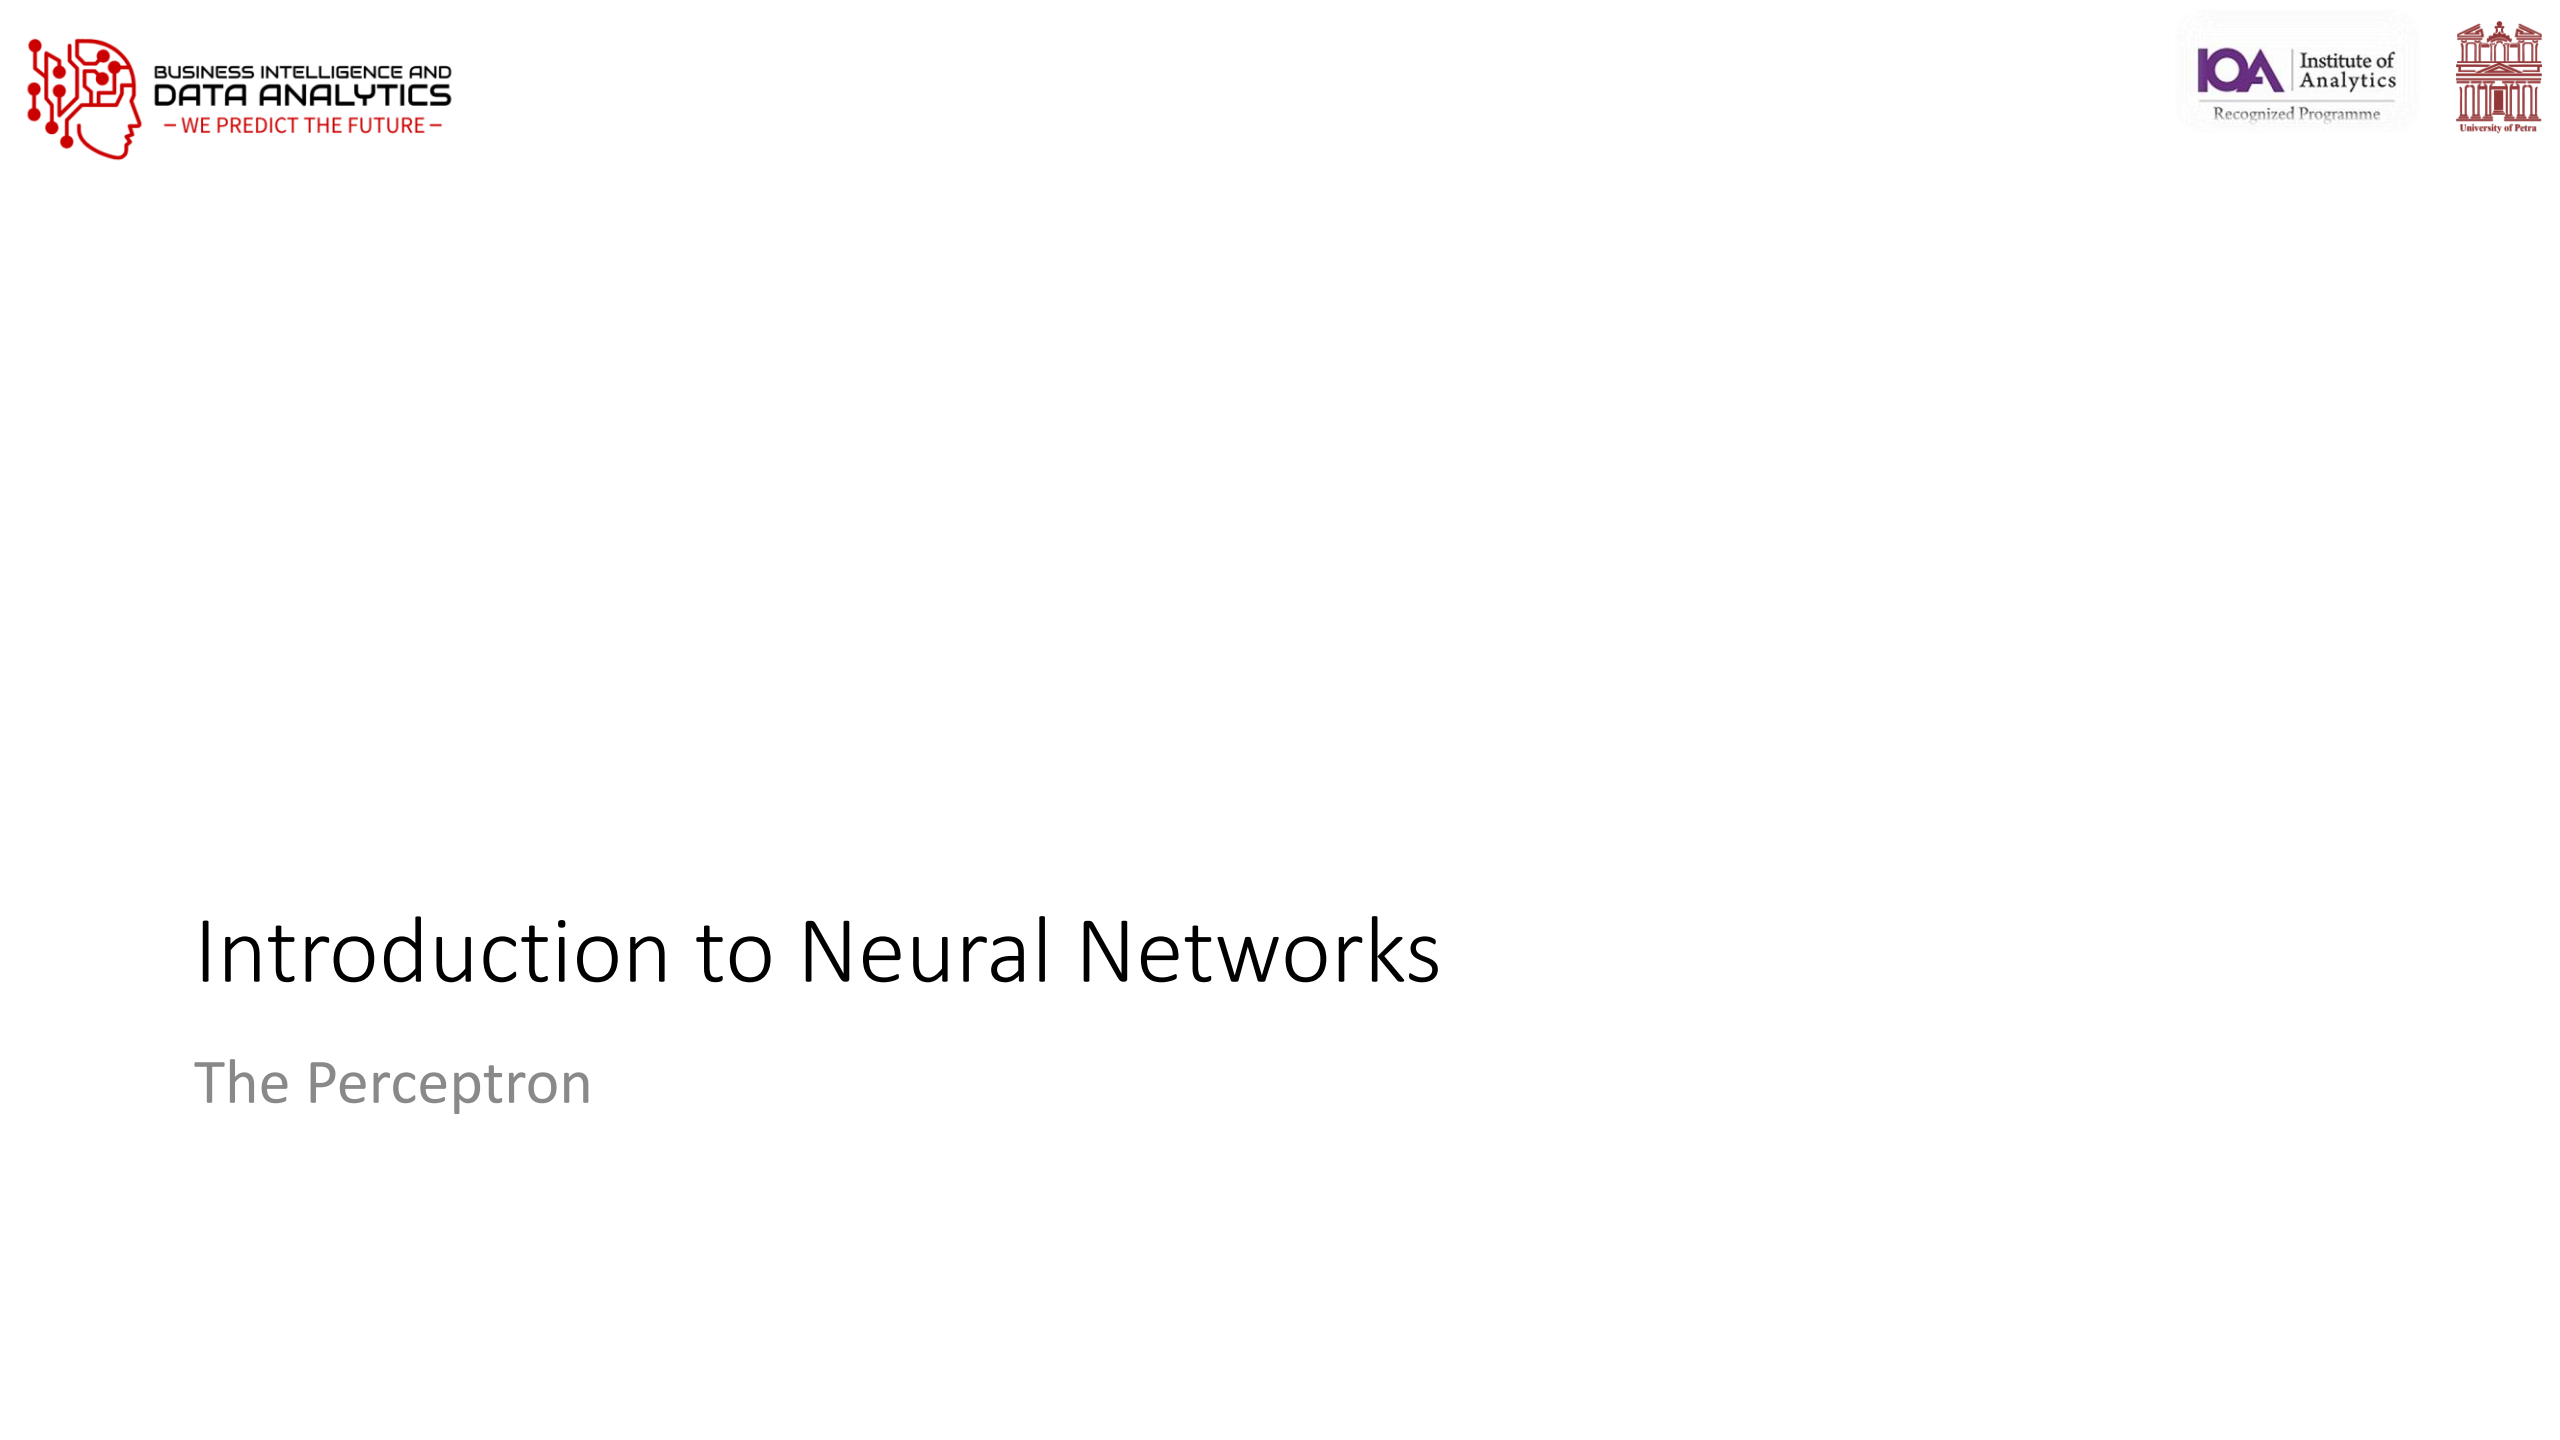 BUSINESS INTELLIGENCE AND
DATA ANALYTICS
– WE PREDICT THE FUTURE –
IOA
Institute of
Analytics
Recognized Programme
University of Petra
Introduction to Neural Networks
The Perceptron